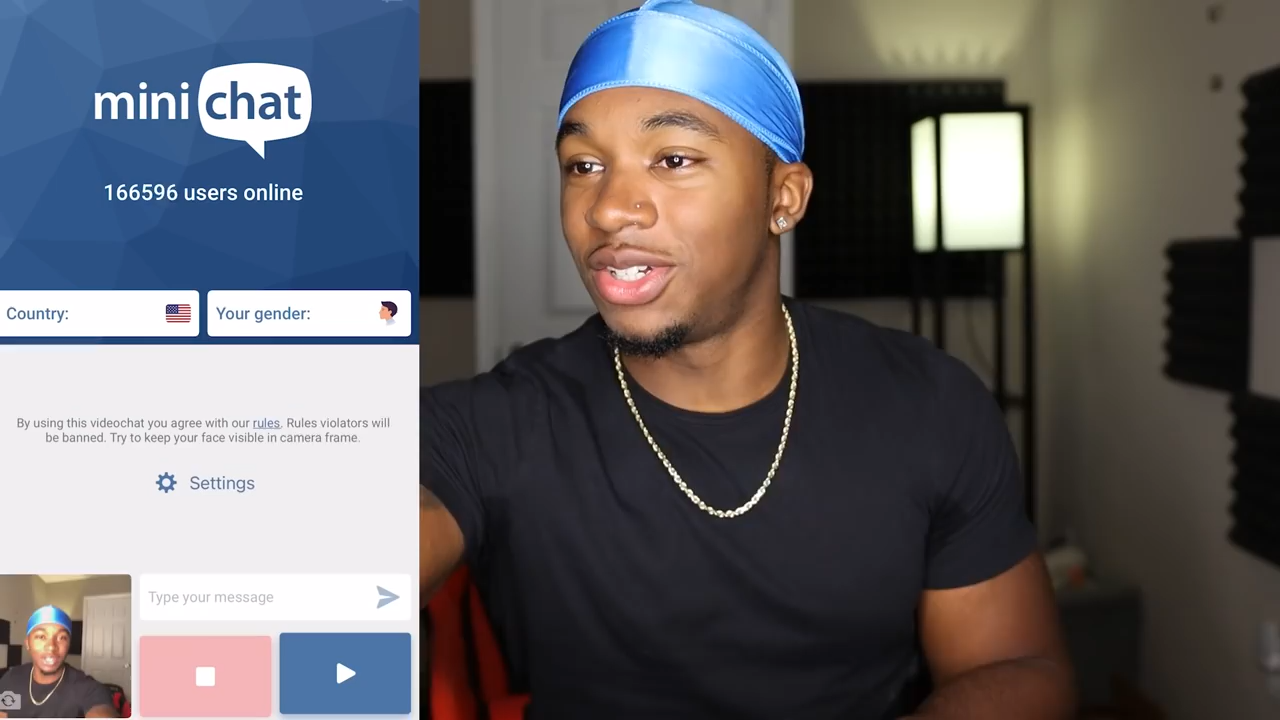 mini chat
166596 users online
Country:
Your gender:
By using this videochat you agree with our rules. Rules violators will
be banned. Try to keep your face visible in camera frame.
Settings
Type your message